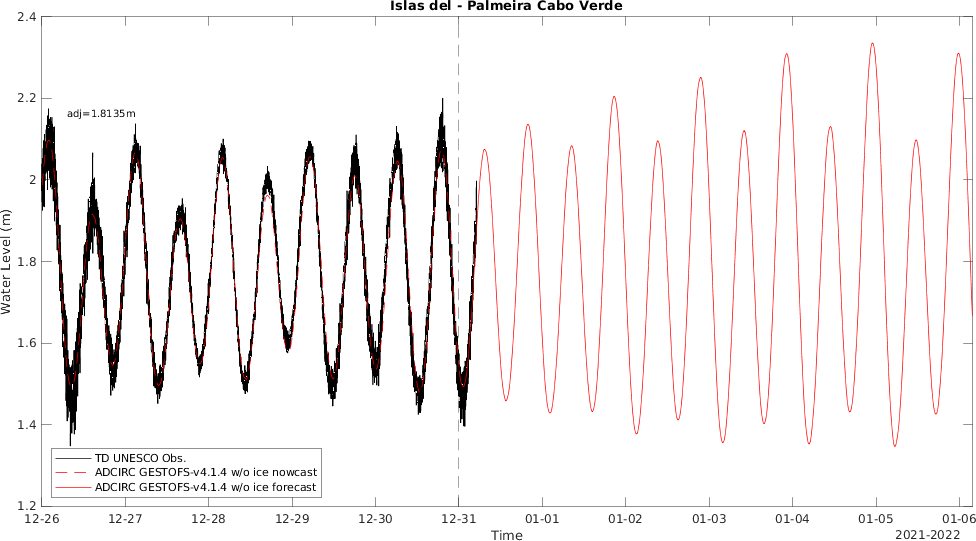 Islas del - Palmeira Cabo Verde
2.4
2.2
2
1.8
1.6
1.4
1.2
Water Level (m)
adj=1.8135m
TD UNESCO Obs.
ADCIRC GESTOFS-v4.1.4 w/o ice nowcast
ADCIRC GESTOFS-v4.1.4 w/o ice forecast
12-26 12-27 12-28 12-29 12-30 12-31 01-01 01-02 01-03 01-04 01-05 01-06
Time
2021-2022